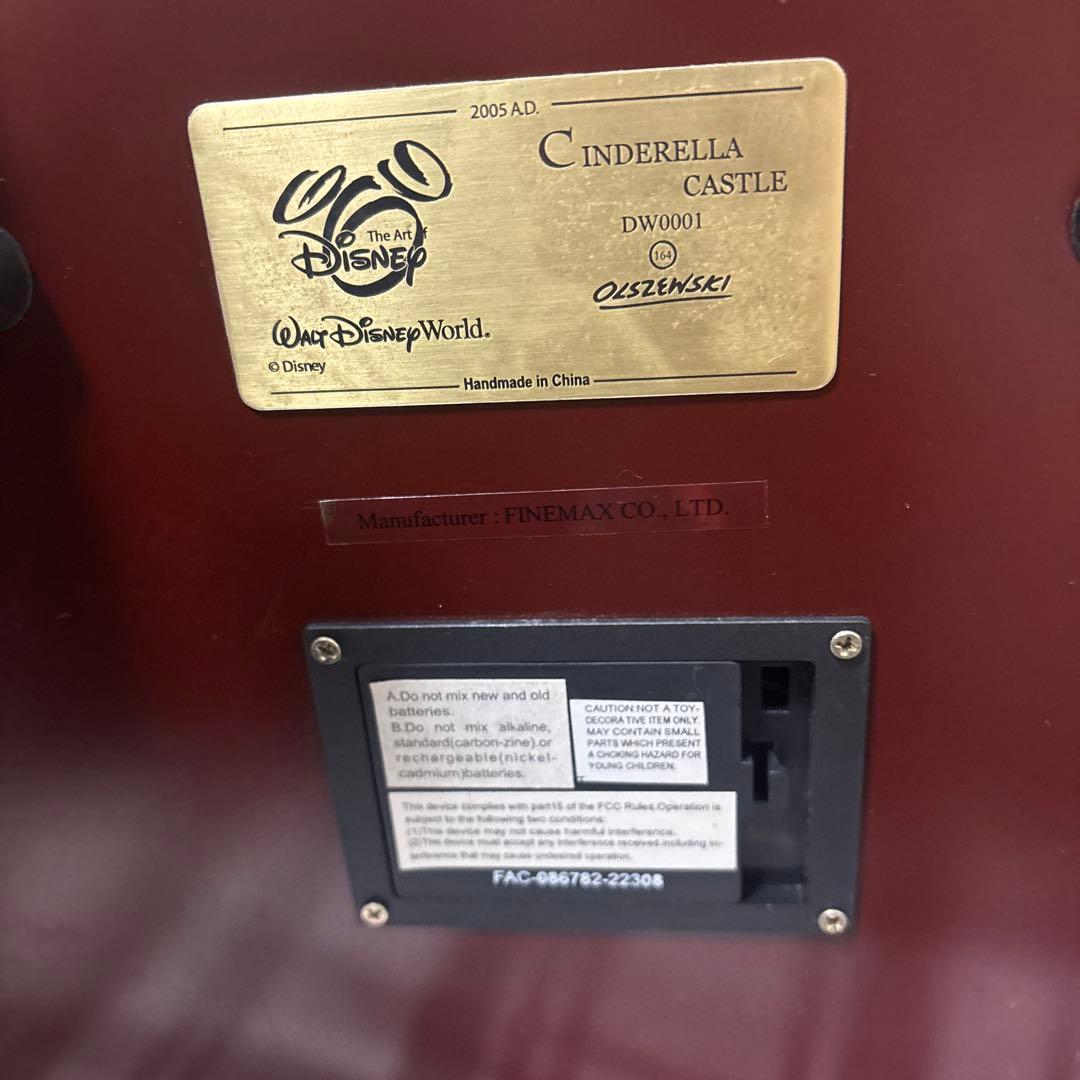 2005 A.D.
The Art of
Disney
Walt Disney World.
© Disney
CINDERELLA
CASTLE
DW0001
164
OLSZEWSKI
Handmade in China
Manufacturer : FINEMAX CO., LTD.
A.Do not mix new and old
batteries.
B.Do not mix alkaline,
standard(carbon-zine).or
rechargeable(nickel-
cadmium)batteries.
CAUTION:NOT A TOY-
DECORATIVE ITEM ONLY.
MAY CONTAIN SMALL
PARTS WHICH PRESENT
A CHOKING HAZARD FOR
YOUNG CHILDREN.
This device complies with part15 of the FCC Rules.Operation is
subject to the following two conditions:
(1)This device may not cause harmful interference.
(2)The device must accept any interference received.including in-
terference that may cause undesired operation.
FAC-086782-22308